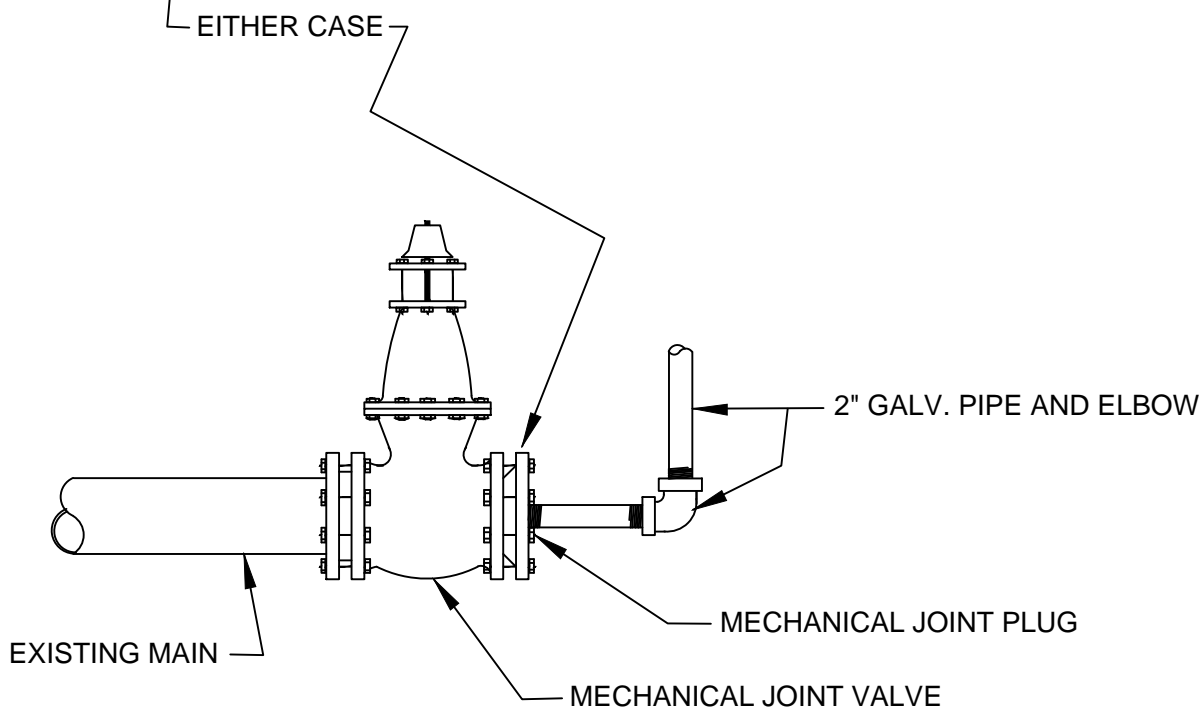 EITHER CASE
2" GALV. PIPE AND ELBOW
MECHANICAL JOINT PLUG
EXISTING MAIN
MECHANICAL JOINT VALVE